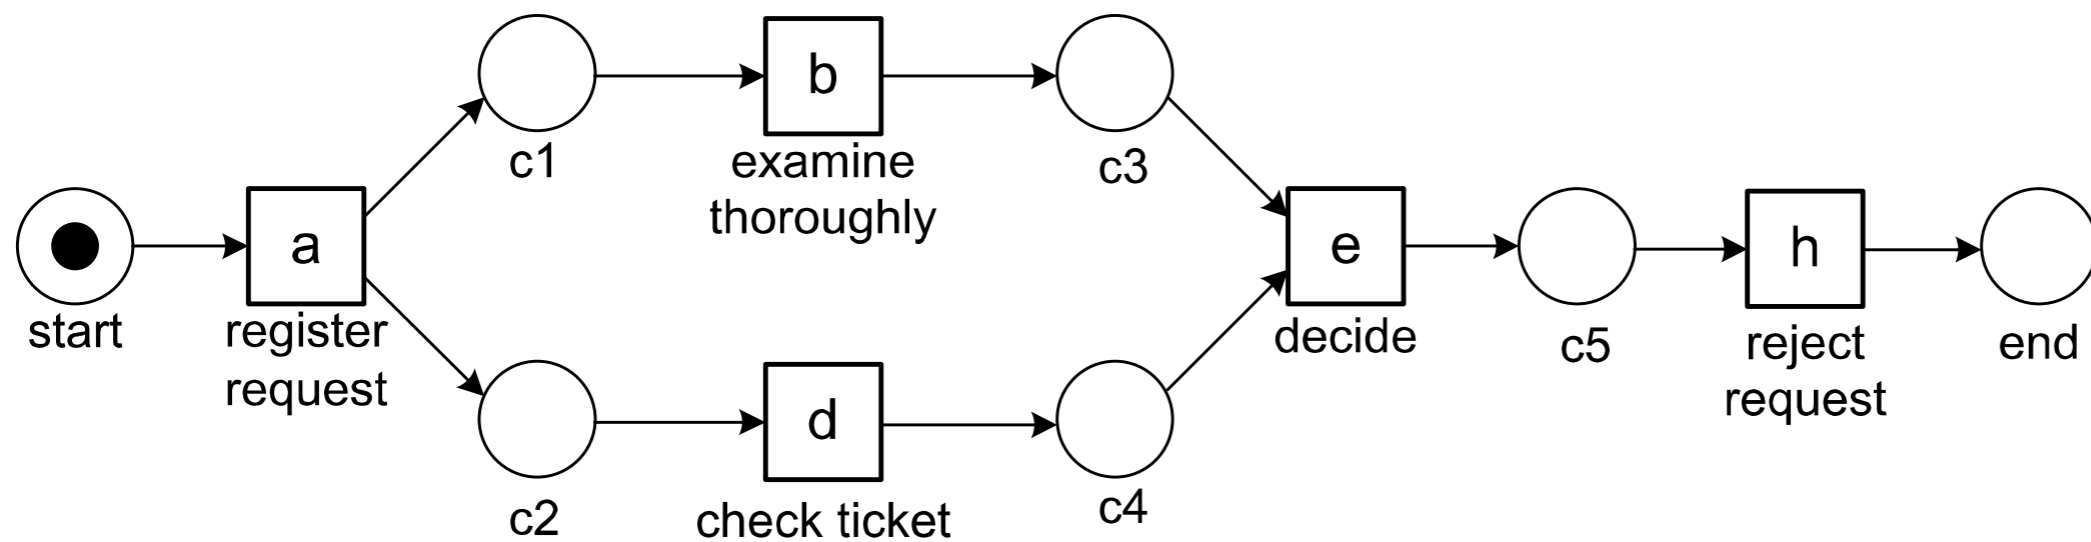 start
a
register
request
c1
c2
b
examine
thoroughly
d
check ticket
c3
c4
e
decide
c5
h
reject
request
end